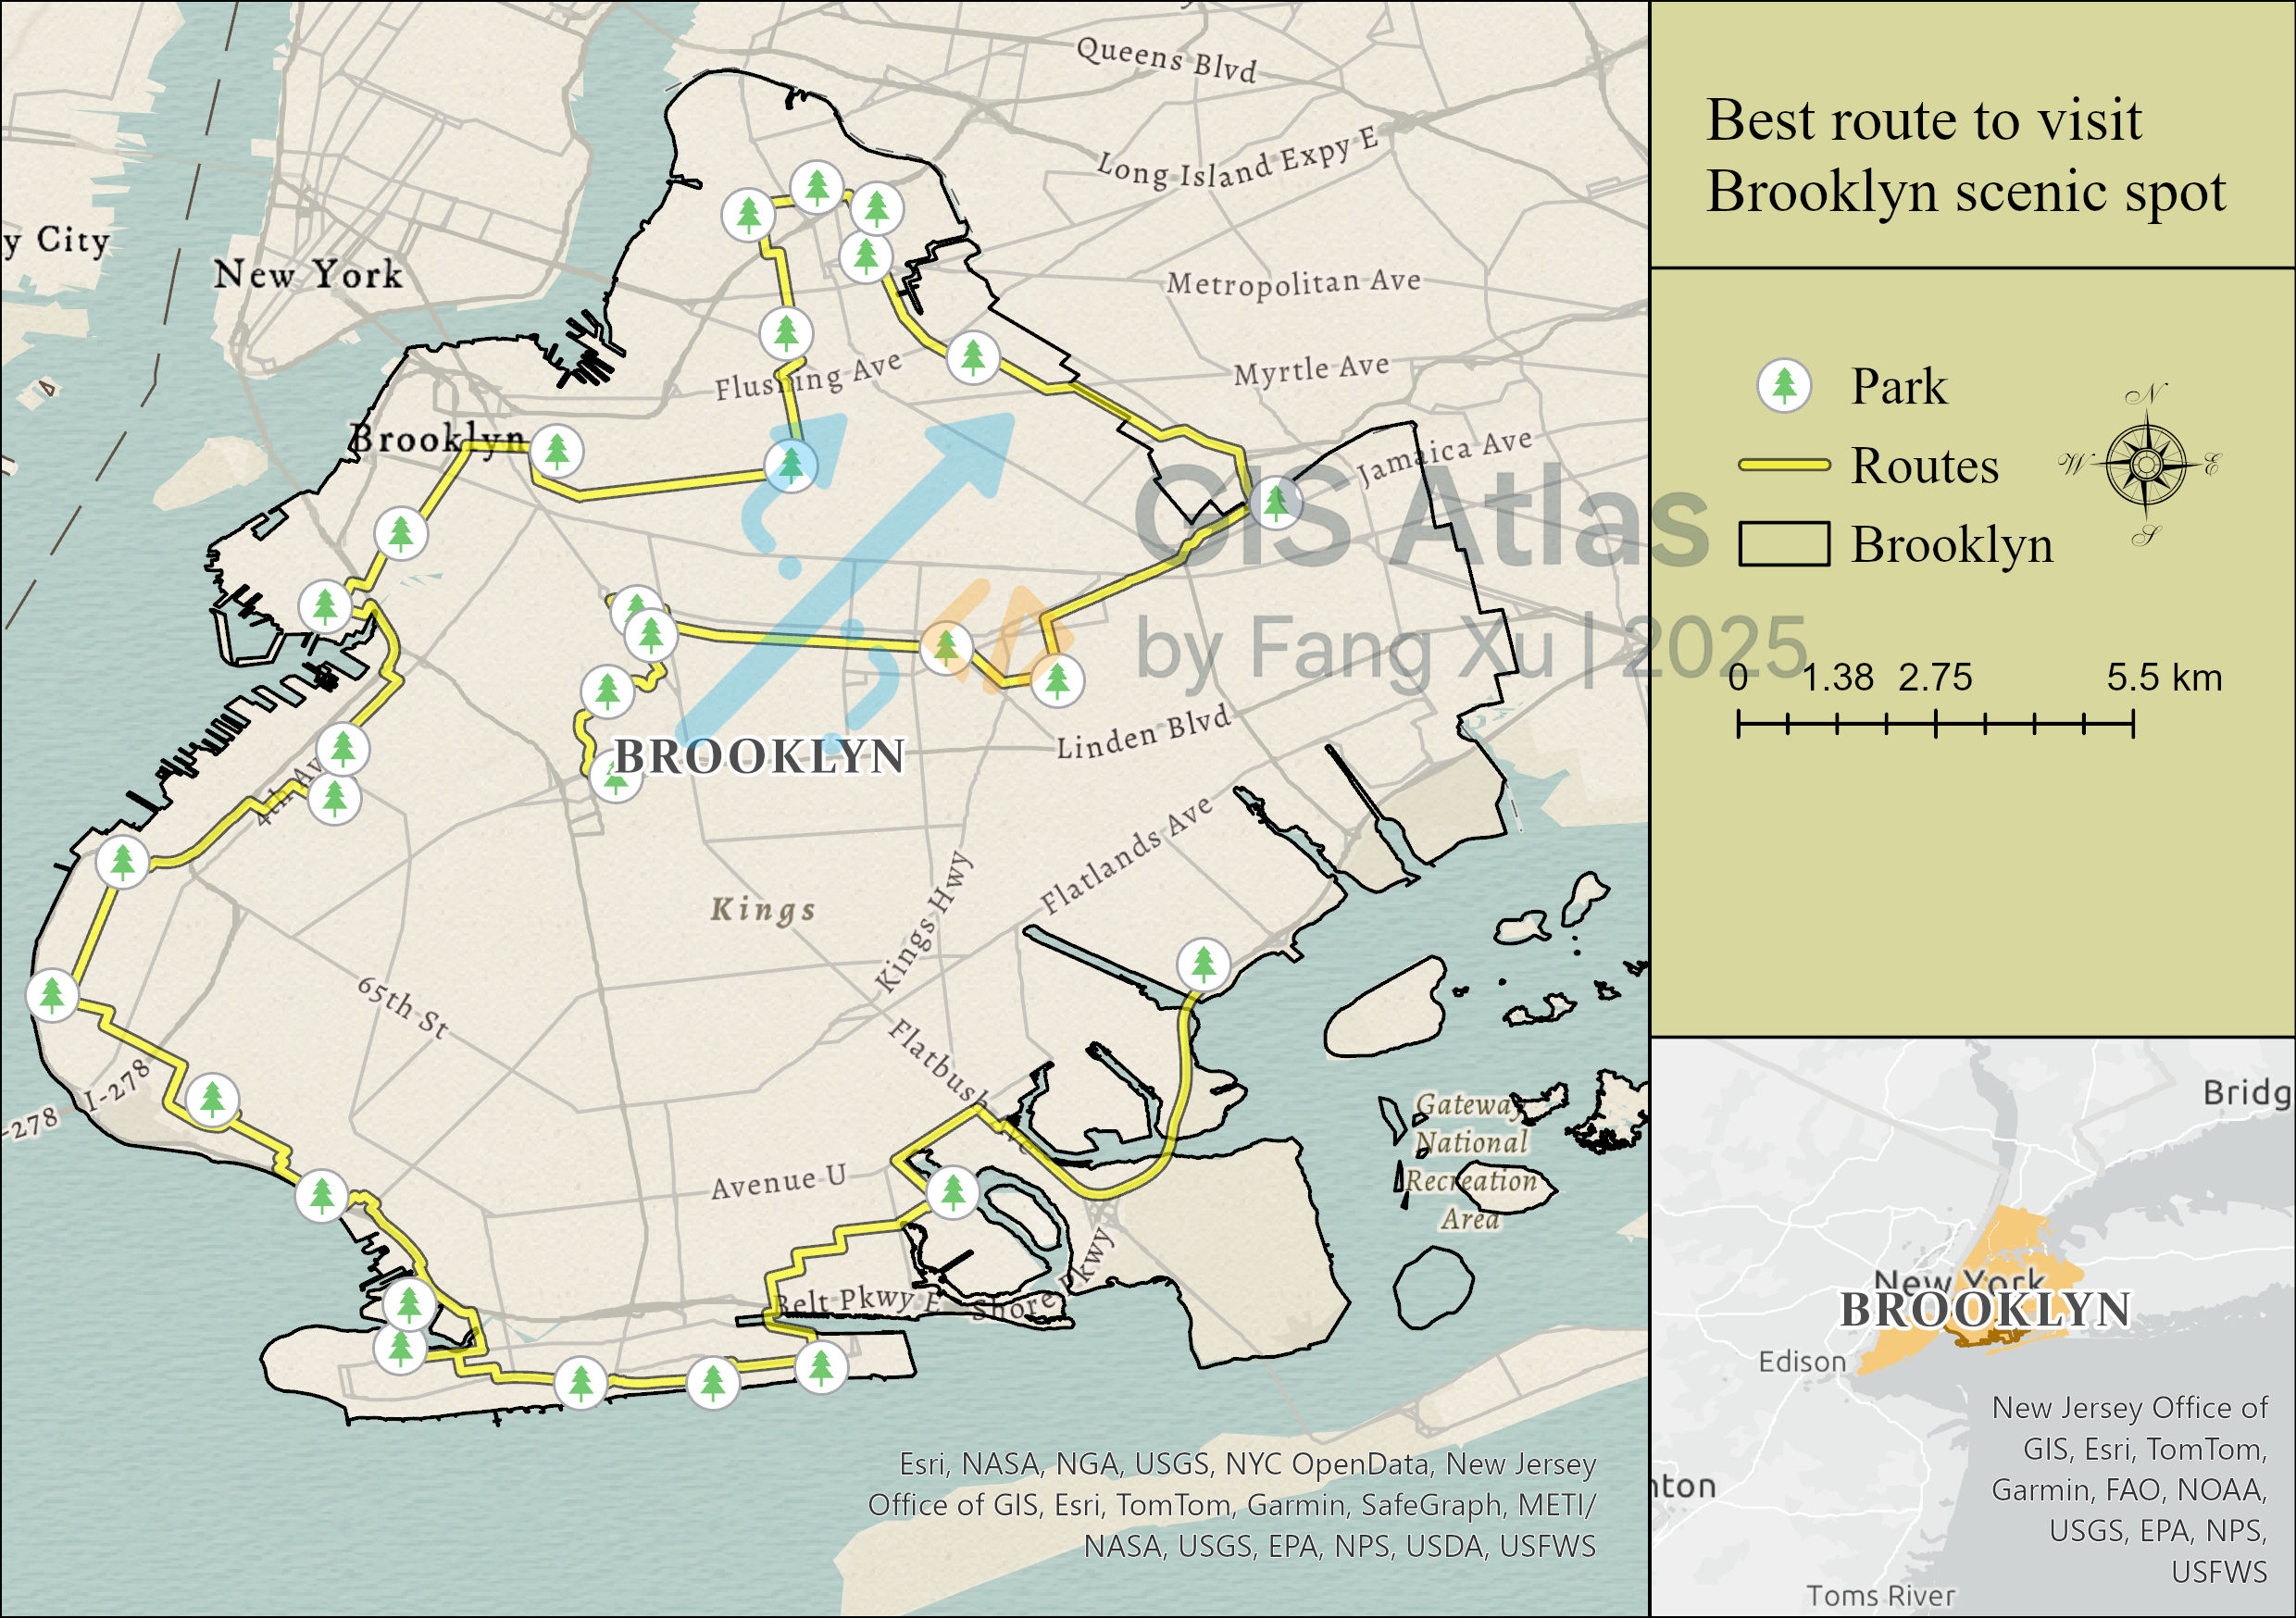 Queens Blvd
Long Island Expy E
y City
New York
Metropolitan Ave
Myrtle Ave
Flushing Ave
Brooklyn
Jamaica Ave
GIS Atlas
by Fang Xu | 2025
Linden Blvd
BROOKLYN
4th Av
Flatlands Ave
Kings
Kings Hwy
65th St
Flatbush Ave
I-278
-278
Gateway
National
Recreation
Area
Avenue U
Belt Pkwy E
Shore Pkwy
Esri, NASA, NGA, USGS, NYC OpenData, New Jersey
Office of GIS, Esri, TomTom, Garmin, SafeGraph, METI/
NASA, USGS, EPA, NPS, USDA, USFWS
Best route to visit
Brooklyn scenic spot
Park
Routes
Brooklyn
N
W E
S
0 1.38 2.75 5.5 km
Bridg
New York
BROOKLYN
Edison
nton
Toms River
New Jersey Office of
GIS, Esri, TomTom,
Garmin, FAO, NOAA,
USGS, EPA, NPS,
USFWS